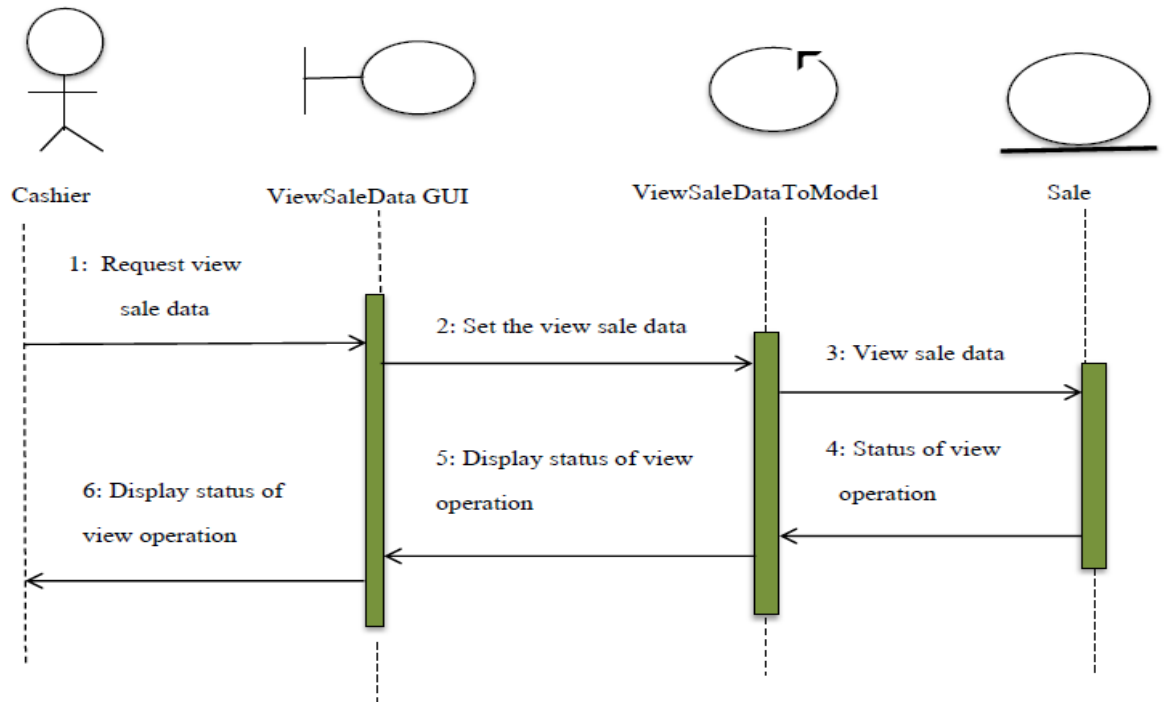 Cashier
ViewSaleData GUI
ViewSaleDataToModel
Sale
1: Request view
sale data
2: Set the view sale data
3: View sale data
4: Status of view
operation
5: Display status of view
operation
6: Display status of
view operation